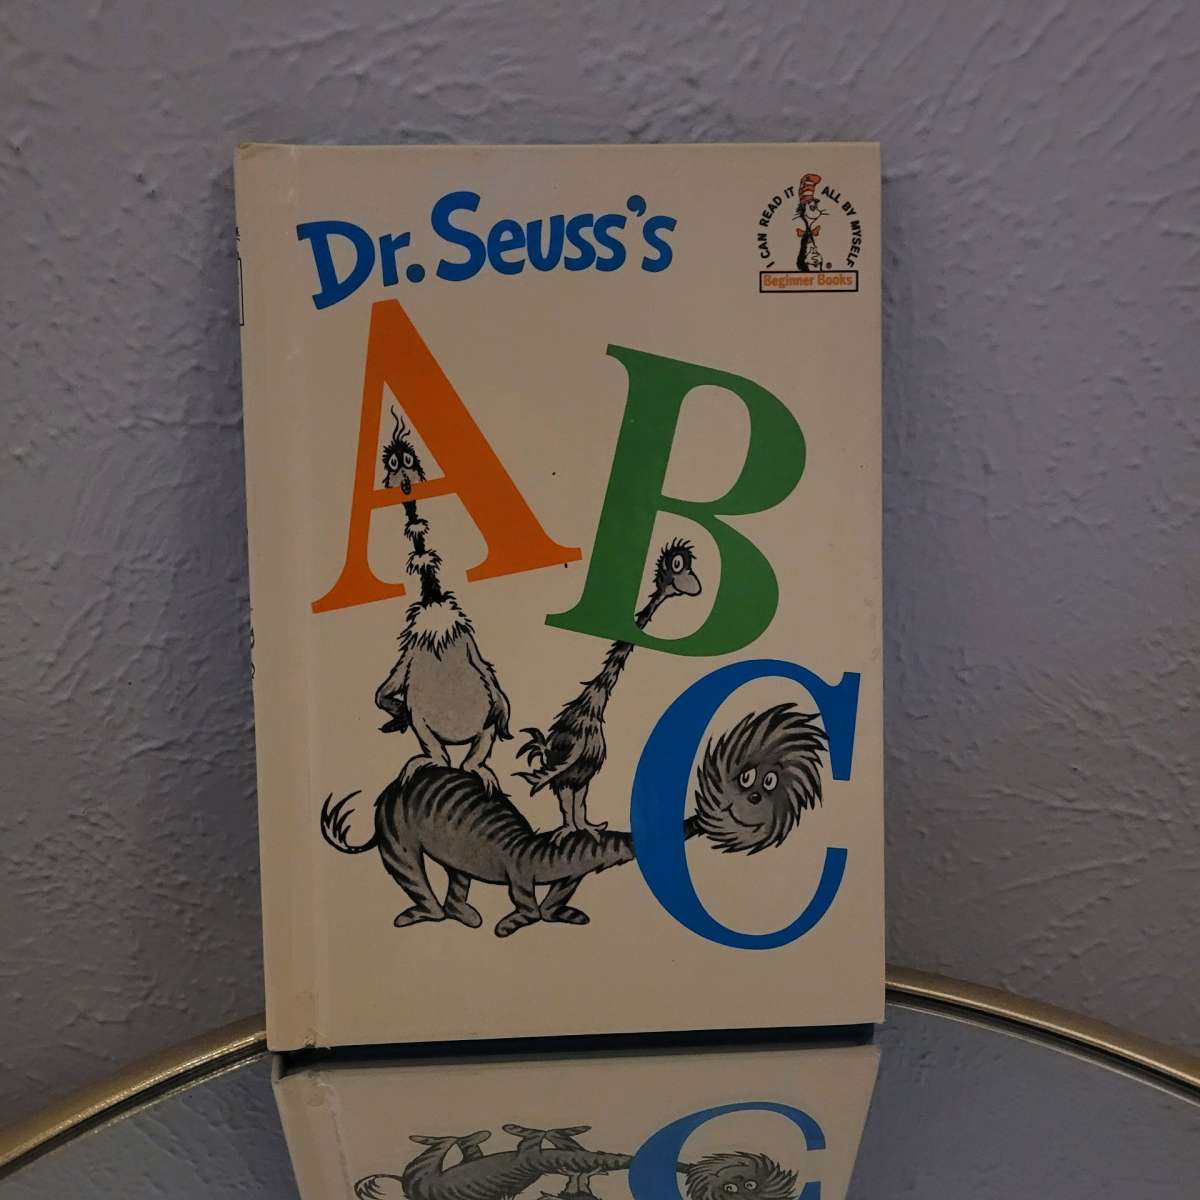 Dr. Seuss's
I CAN READ IT ALL BY MYSELF
Beginner Books
A
B
C